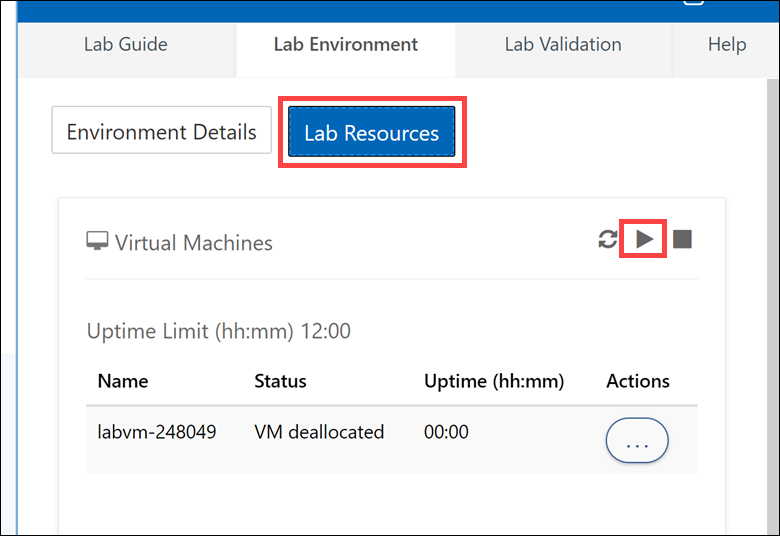 Lab Guide Lab Environment Lab Validation Help
Environment Details Lab Resources
Virtual Machines
Uptime Limit (hh:mm) 12:00
Name Status Uptime (hh:mm) Actions
labvm-248049 VM deallocated 00:00 ...